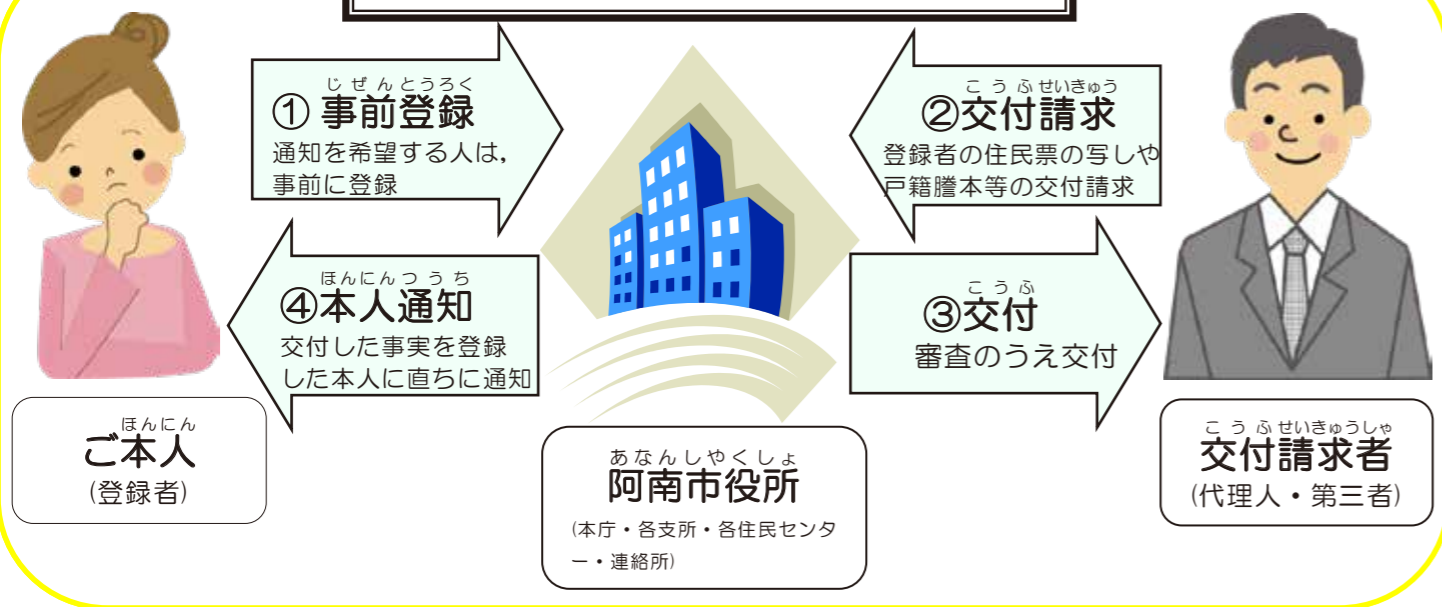 じぜんとうろく
① 事前登録
通知を希望する人は，
事前に登録
こうふせいきゅう
②交付請求
登録者の住民票の写しや
戸籍謄本等の交付請求
こうふ
③交付
審査のうえ交付
ほんにんつうち
④本人通知
交付した事実を登録
した本人に直ちに通知
ほんにん
ご本人
(登録者)
あなんしやくしょ
阿南市役所
(本庁・各支所・各住民センタ
ー・連絡所)
こうふせいきゅうしゃ
交付請求者
(代理人・第三者)